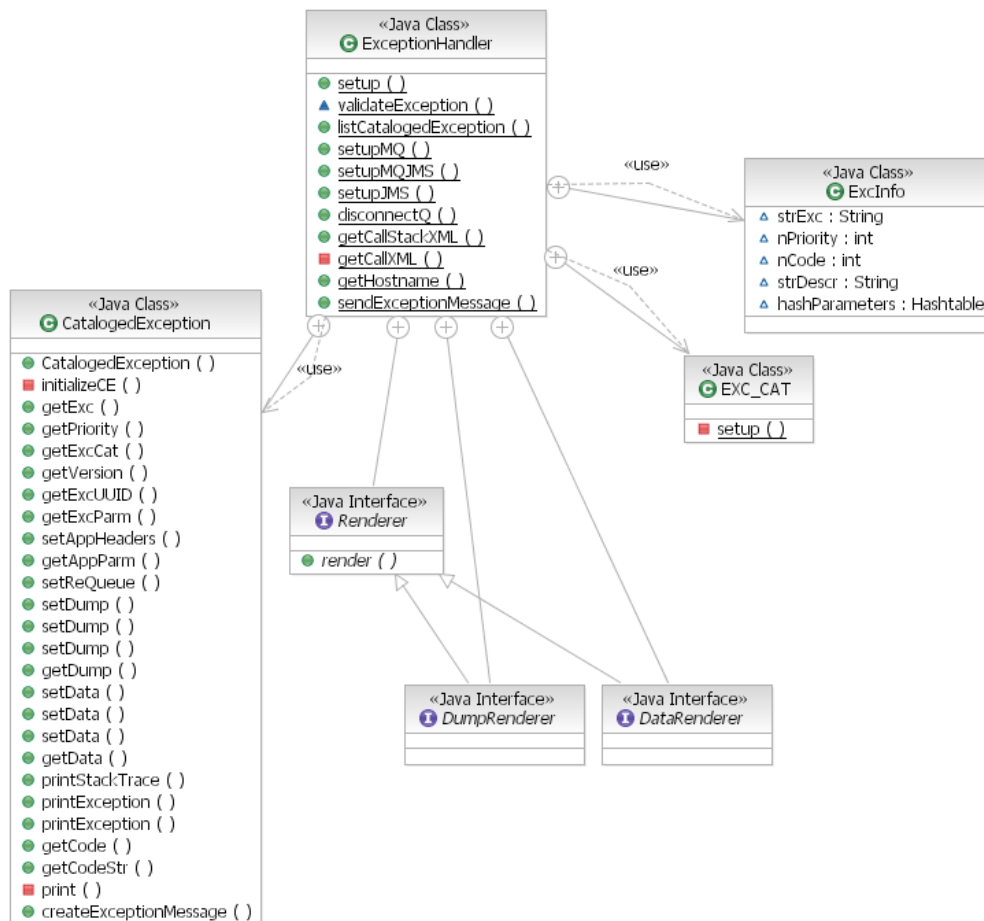 «Java Class»
ExceptionHandler
setup ( )
validateException ( )
listCatalogedException ( )
setupMQ ( )
setupMQJMS ( )
setupJMS ( )
disconnectQ ( )
getCallStackXML ( )
getCallXML ( )
getHostname ( )
sendExceptionMessage ( )
«use»
«Java Class»
ExcInfo
strExc : String
nPriority : int
nCode : int
strDescr : String
hashParameters : Hashtable
«use»
«Java Class»
EXC_CAT
setup ( )
«use»
«Java Class»
CatalogedException
CatalogedException ( )
initializeCE ( )
getExc ( )
getPriority ( )
getExcCat ( )
getVersion ( )
getExcUUID ( )
getExcParm ( )
setAppHeaders ( )
getAppParm ( )
setReQueue ( )
setDump ( )
setDump ( )
setDump ( )
getDump ( )
setData ( )
setData ( )
setData ( )
getData ( )
printStackTrace ( )
printException ( )
printException ( )
getCode ( )
getCodeStr ( )
print ( )
createExceptionMessage ( )
«Java Interface»
Renderer
render ( )
«Java Interface»
DumpRenderer
«Java Interface»
DataRenderer